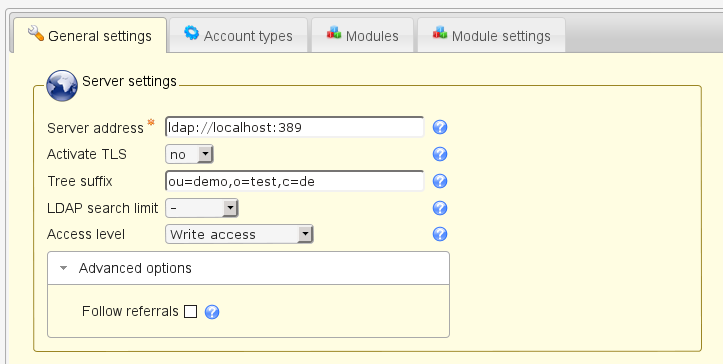 General settings Account types Modules Module settings
Server settings
Server address * ldap://localhost:389 ?
Activate TLS no ?
Tree suffix ou=demo,o=test,c=de ?
LDAP search limit - ?
Access level Write access ?
Advanced options
Follow referrals ?